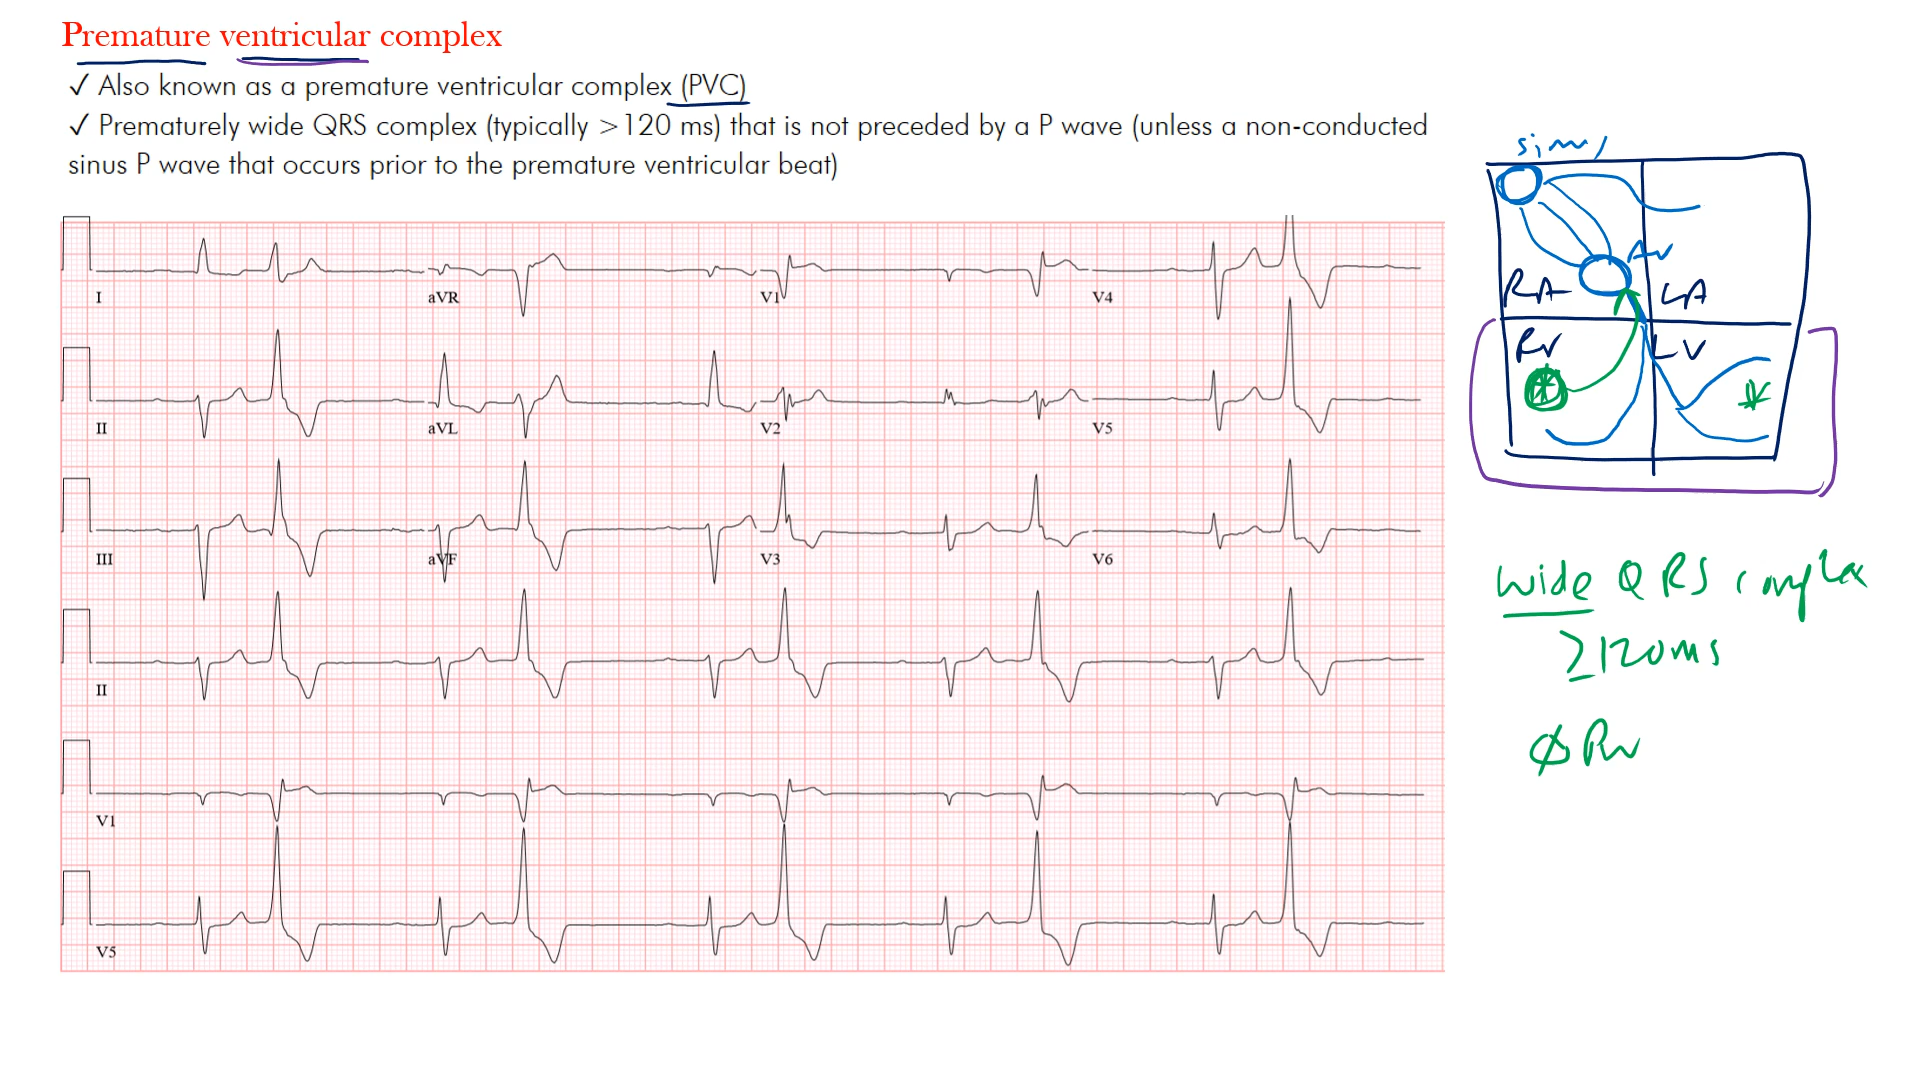 Premature ventricular complex
✓ Also known as a premature ventricular complex (PVC)
✓ Prematurely wide QRS complex (typically >120 ms) that is not preceded by a P wave (unless a non-conducted
sinus P wave that occurs prior to the premature ventricular beat)
sinus
AV
RA LA
RV LV
I aVR V1 V4
II aVL V2 V5
III aVF V3 V6
II
V1
V5
wide QRS complex
≥120ms